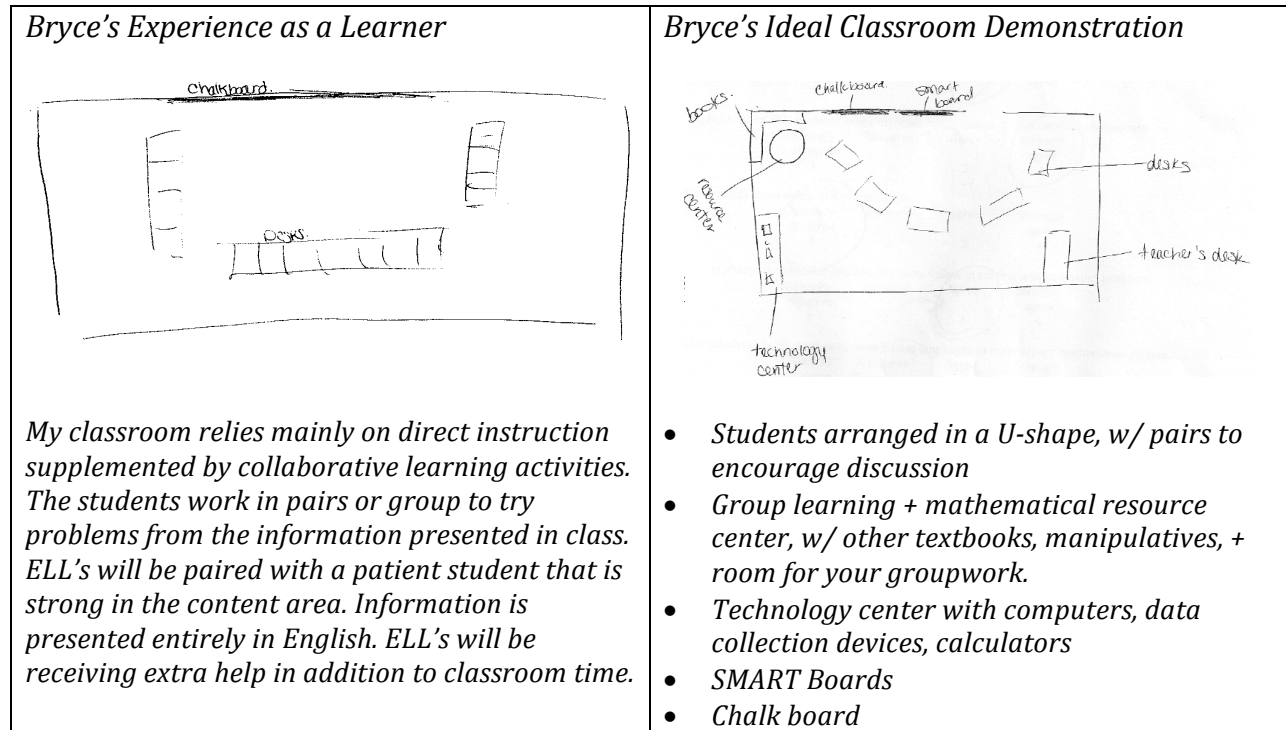 Bryce’s Experience as a Learner
chalkboard.
Desks.
My classroom relies mainly on direct instruction
supplemented by collaborative learning activities.
The students work in pairs or group to try
problems from the information presented in class.
ELL’s will be paired with a patient student that is
strong in the content area. Information is
presented entirely in English. ELL’s will be
receiving extra help in addition to classroom time.
Bryce’s Ideal Classroom Demonstration
books.
chalkboard.
smart
board
resource
center
desks
teacher's desk
technology
center
• Students arranged in a U-shape, w/ pairs to
encourage discussion
• Group learning + mathematical resource
center, w/ other textbooks, manipulatives, +
room for your groupwork.
• Technology center with computers, data
collection devices, calculators
• SMART Boards
• Chalk board